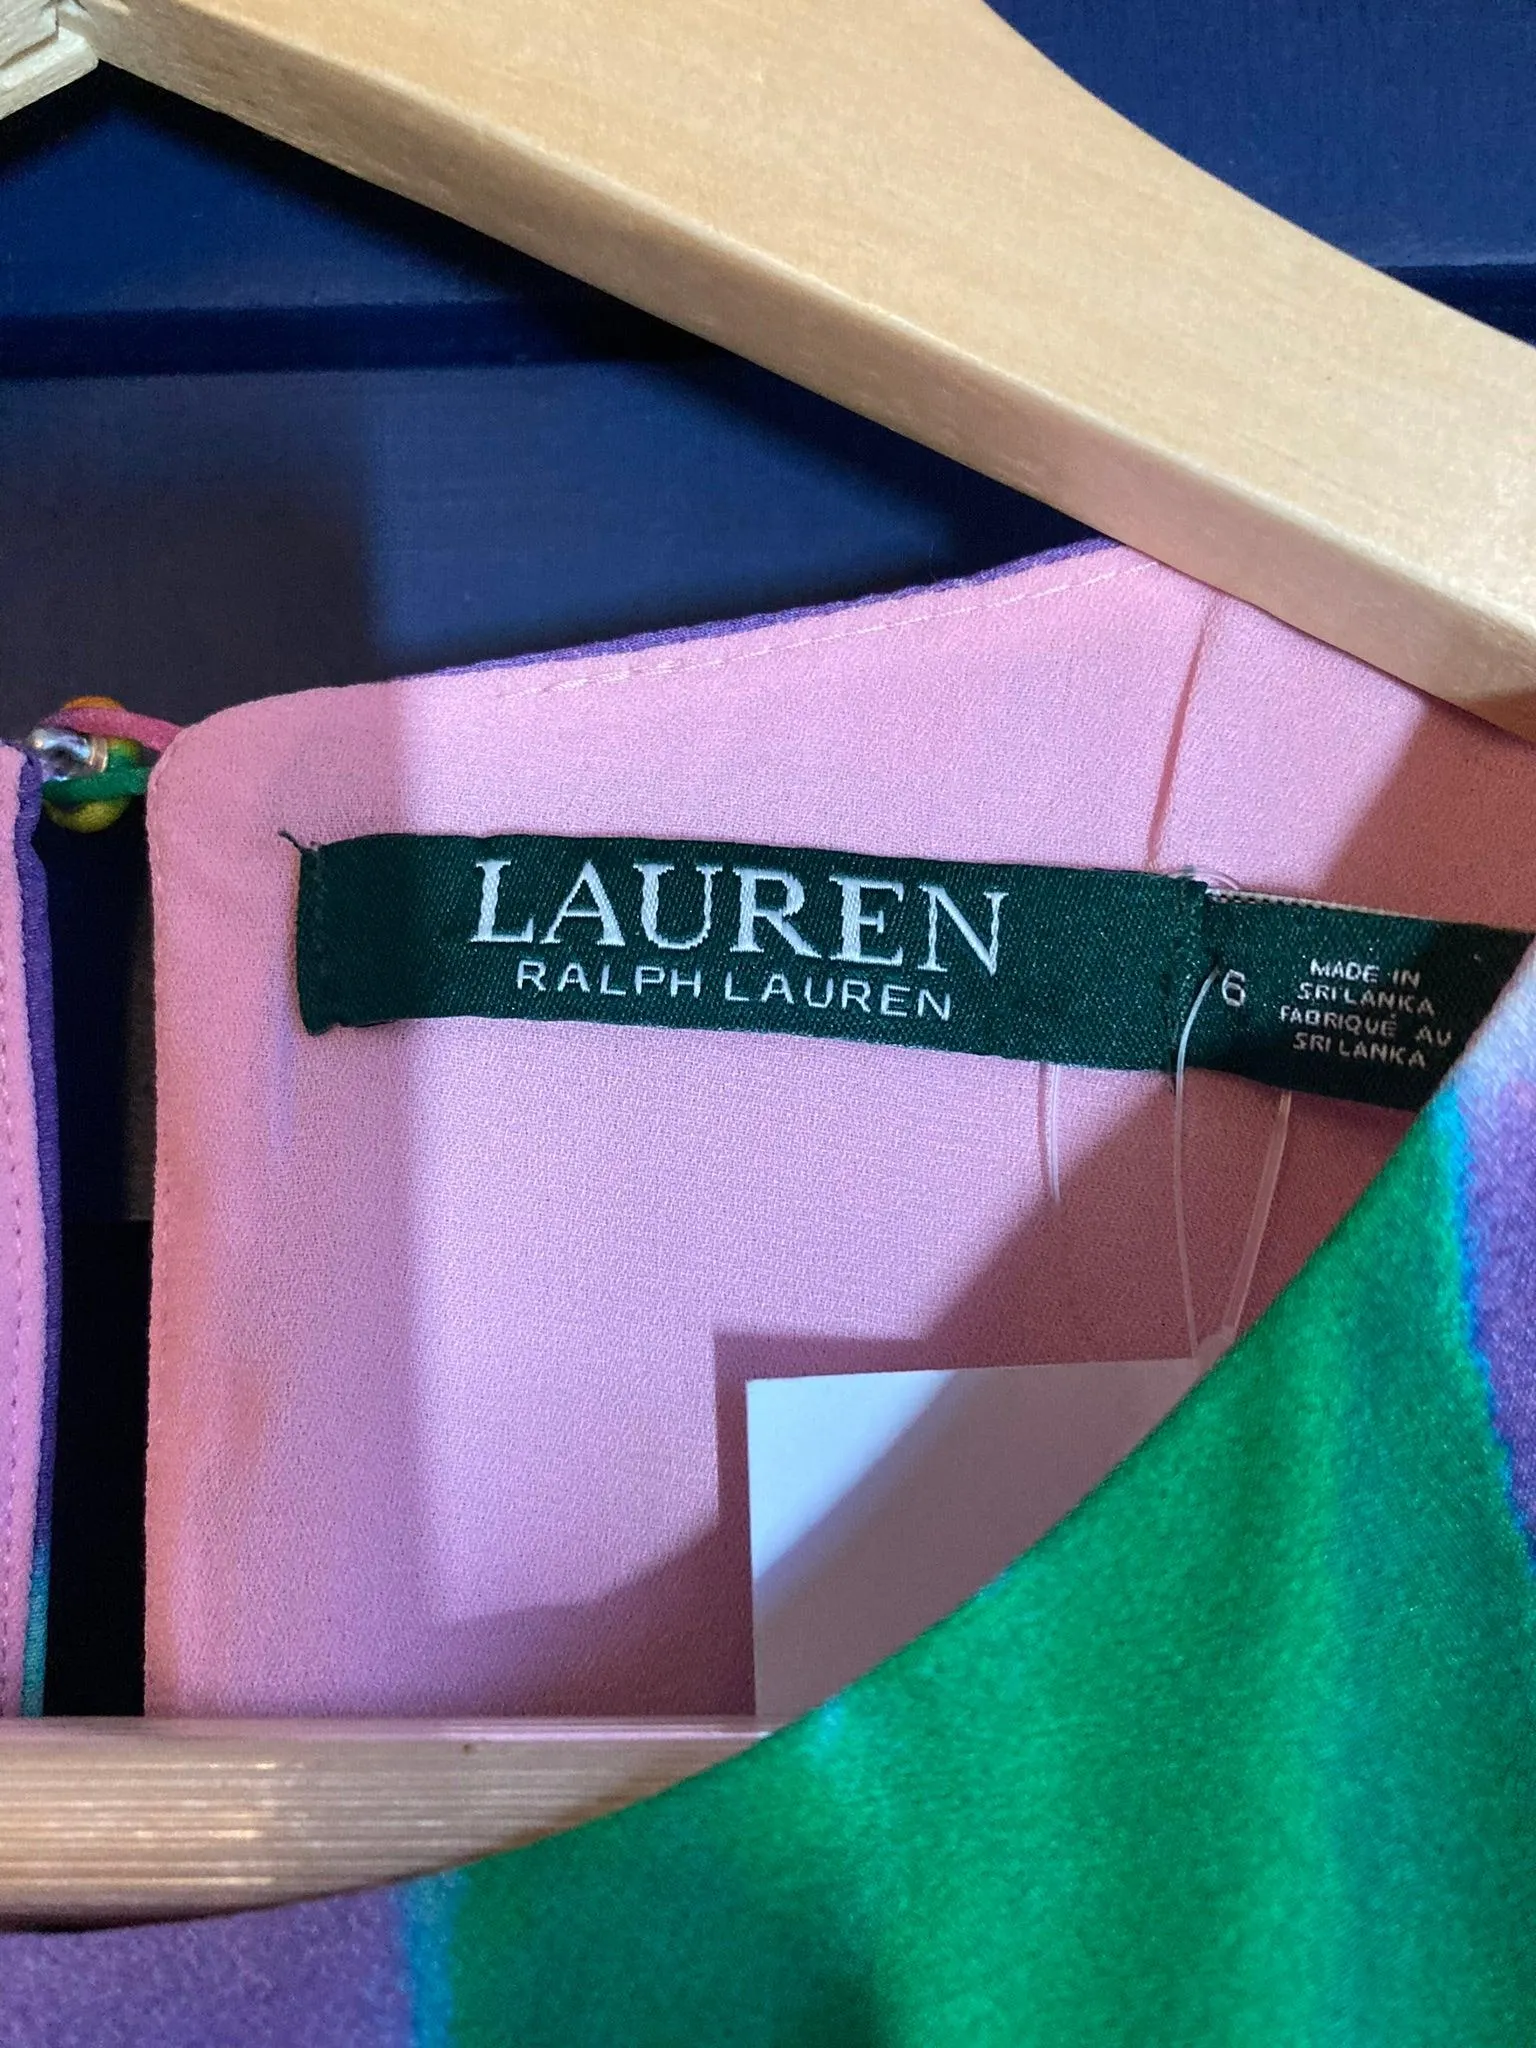 LAUREN
RALPH LAUREN
6
MADE IN
SRI LANKA
FABRIQUÉ AU
SRI LANKA